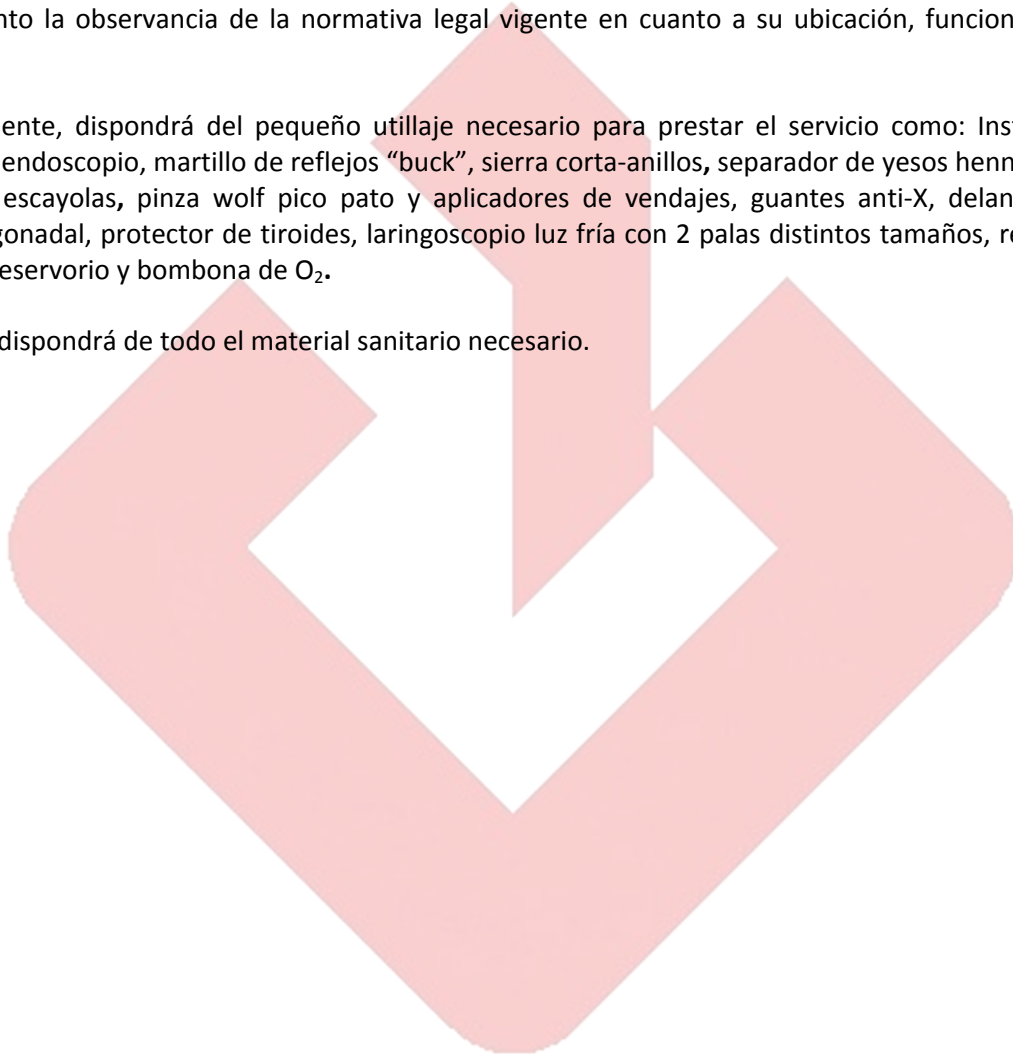 nto la observancia de la normativa legal vigente en cuanto a su ubicación, funcion
ente, dispondrá del pequeño utillaje necesario para prestar el servicio como: Ins
endoscopio, martillo de reflejos “buck”, sierra corta-anillos, separador de yesos henn
escayolas, pinza wolf pico pato y aplicadores de vendajes, guantes anti-X, delan
gonadal, protector de tiroides, laringoscopio luz fría con 2 palas distintos tamaños, r
eservorio y bombona de O₂.
dispondrá de todo el material sanitario necesario.